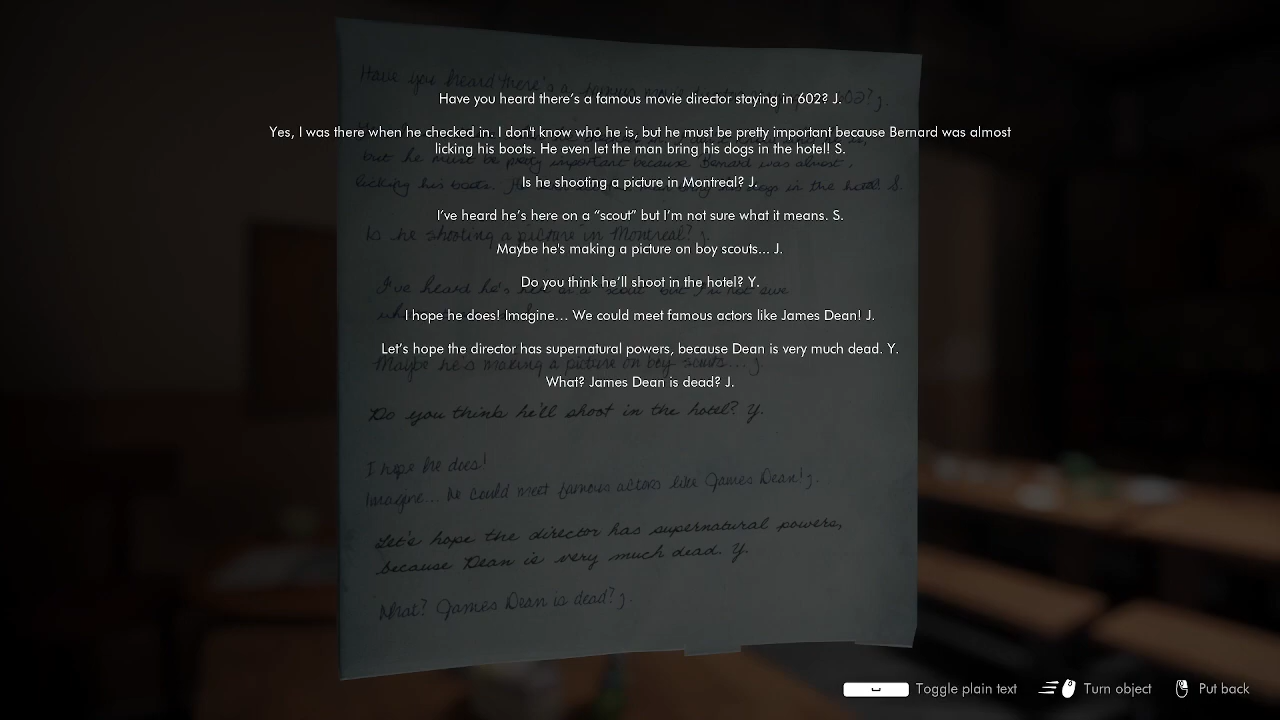 Have you heard there's a famous movie director staying in 602? J.
Yes, I was there when he checked in. I don't know who he is, but he must be pretty important because Bernard was almost
licking his boots. He even let the man bring his dogs in the hotel! S.
Is he shooting a picture in Montreal? J.
I've heard he's here on a “scout” but I'm not sure what it means. S.
Maybe he's making a picture on boy scouts... J.
Do you think he'll shoot in the hotel? Y.
I hope he does! Imagine... We could meet famous actors like James Dean! J.
Let's hope the director has supernatural powers, because Dean is very much dead. Y.
What? James Dean is dead? J.
Do you think he'll shoot in the hotel? Y.
I hope he does!
Imagine... We could meet famous actors like James Dean! J.
Let's hope the director has supernatural powers,
because Dean is very much dead. Y.
What? James Dean is dead? J.
Toggle plain text
Turn object
Put back